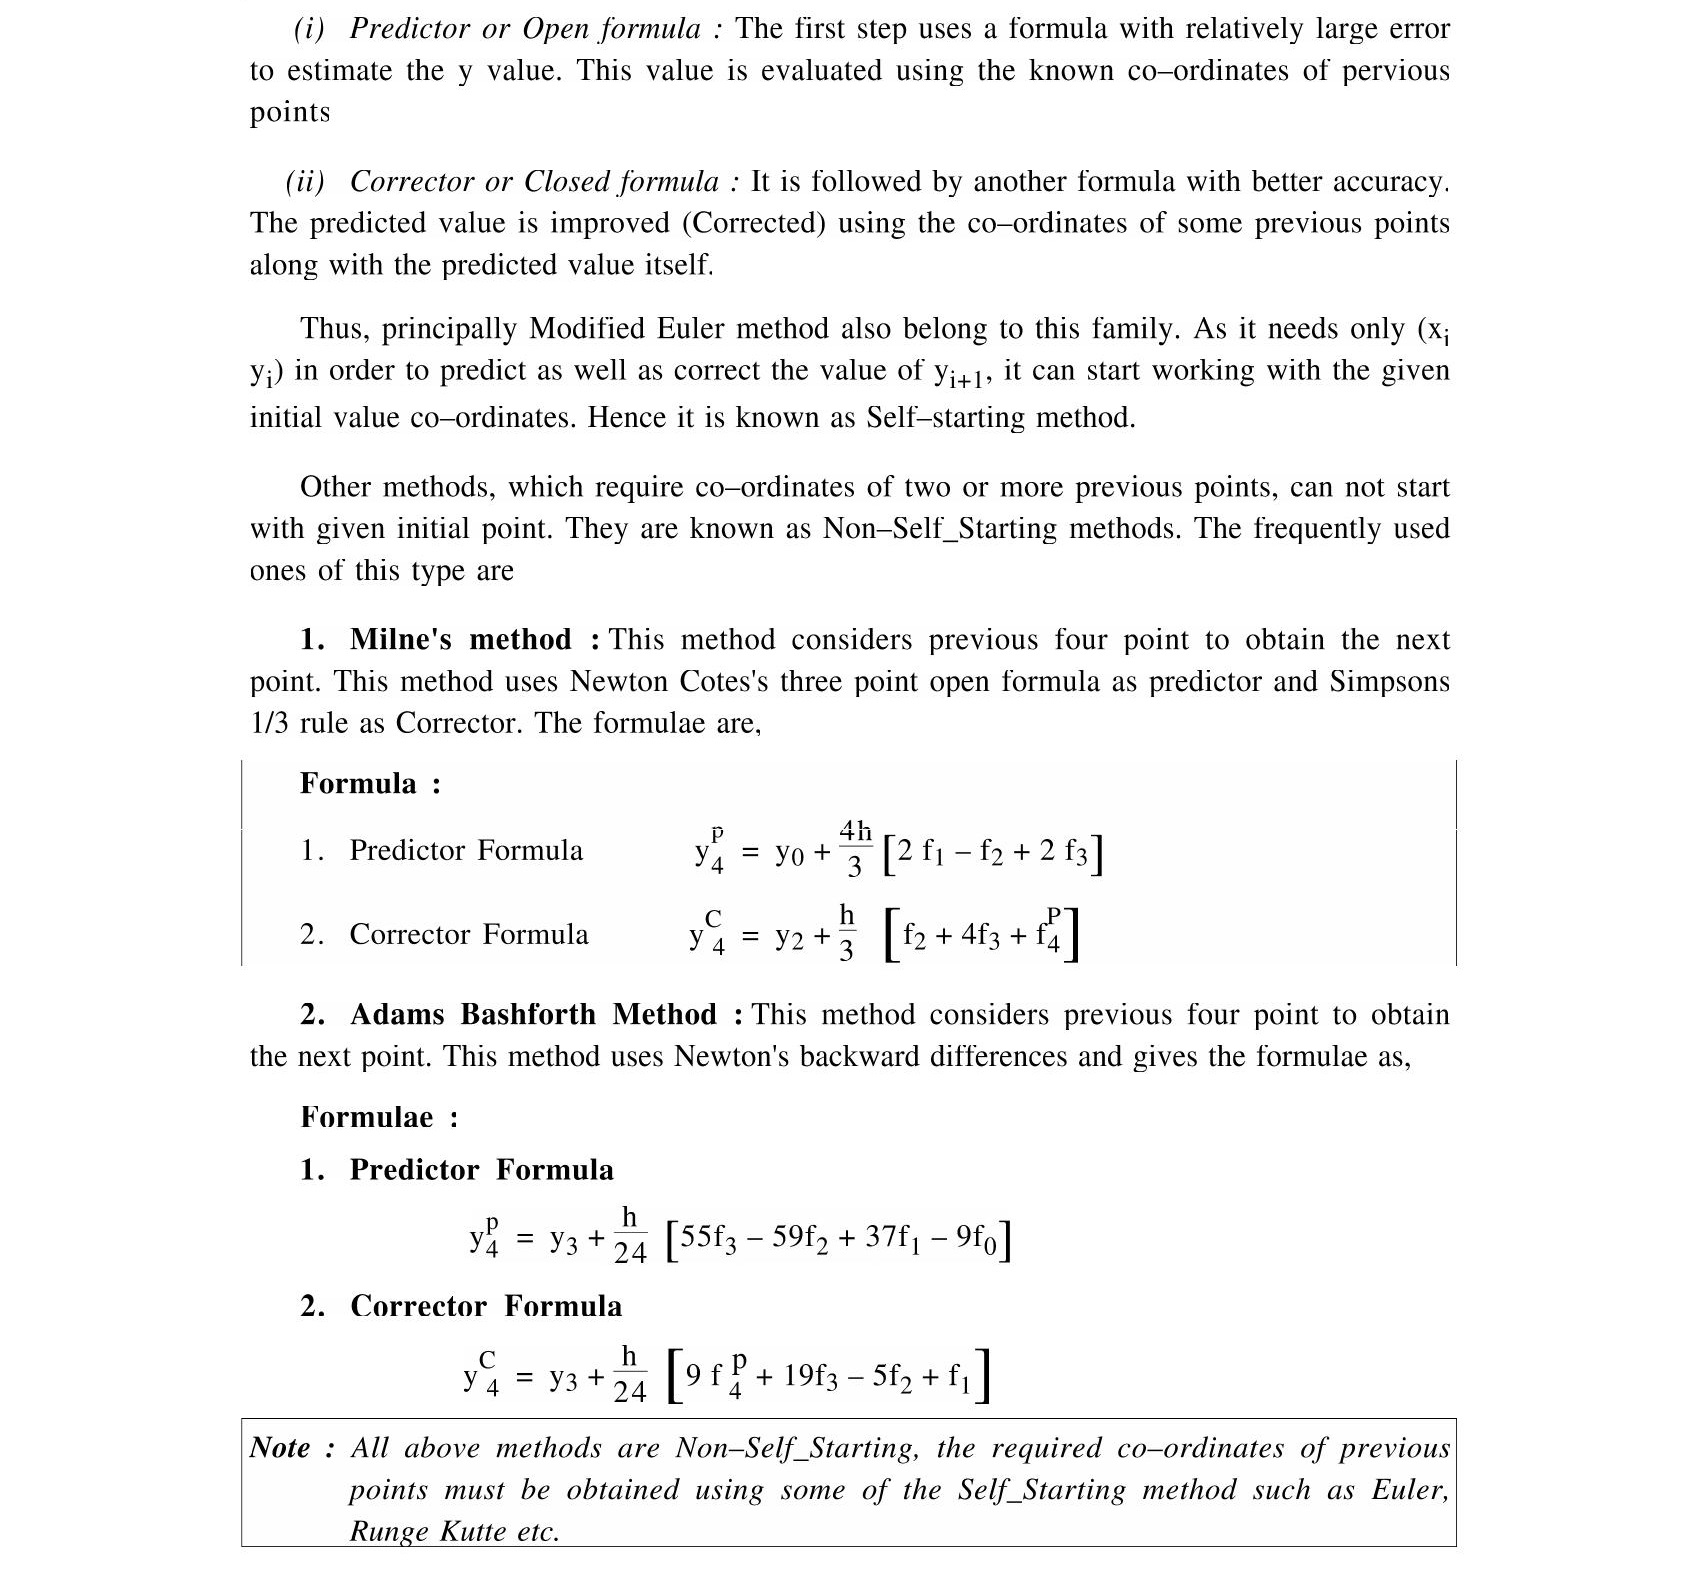 (i) Predictor or Open formula : The first step uses a formula with relatively large error
to estimate the y value. This value is evaluated using the known co–ordinates of pervious
points
(ii) Corrector or Closed formula : It is followed by another formula with better accuracy.
The predicted value is improved (Corrected) using the co–ordinates of some previous points
along with the predicted value itself.
Thus, principally Modified Euler method also belong to this family. As it needs only (x_i
y_i) in order to predict as well as correct the value of y_{i+1}, it can start working with the given
initial value co–ordinates. Hence it is known as Self–starting method.
Other methods, which require co–ordinates of two or more previous points, can not start
with given initial point. They are known as Non–Self_Starting methods. The frequently used
ones of this type are
1. Milne's method : This method considers previous four point to obtain the next
point. This method uses Newton Cotes's three point open formula as predictor and Simpsons
1/3 rule as Corrector. The formulae are,
Formula :
1. Predictor Formula y_4^p = y_0 + 4h/3 [2 f_1 – f_2 + 2 f_3]
2. Corrector Formula y_4^C = y_2 + h/3 [f_2 + 4f_3 + f_4^P]
2. Adams Bashforth Method : This method considers previous four point to obtain
the next point. This method uses Newton's backward differences and gives the formulae as,
Formulae :
1. Predictor Formula
y_4^p = y_3 + h/24 [55f_3 – 59f_2 + 37f_1 – 9f_0]
2. Corrector Formula
y_4^C = y_3 + h/24 [9 f_4^p + 19f_3 – 5f_2 + f_1]
Note : All above methods are Non–Self_Starting, the required co–ordinates of previous
points must be obtained using some of the Self_Starting method such as Euler,
Runge Kutte etc.